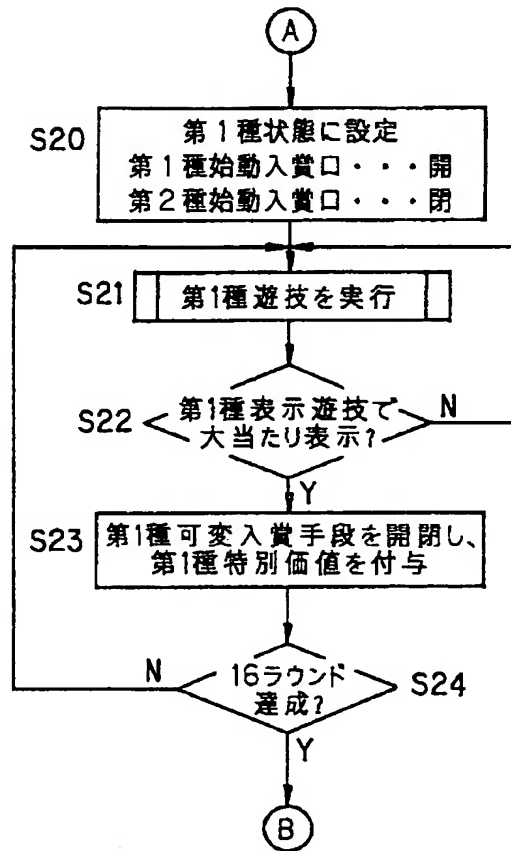 A
S20
第1種状態に設定
第1種始動入賞口・・・開
第2種始動入賞口・・・閉
S21
第1種遊技を実行
S22
第1種表示遊技で
大当たり表示?
N
Y
S23
第1種可変入賞手段を開閉し、
第1種特別価値を付与
N
16ラウンド
達成?
S24
Y
B